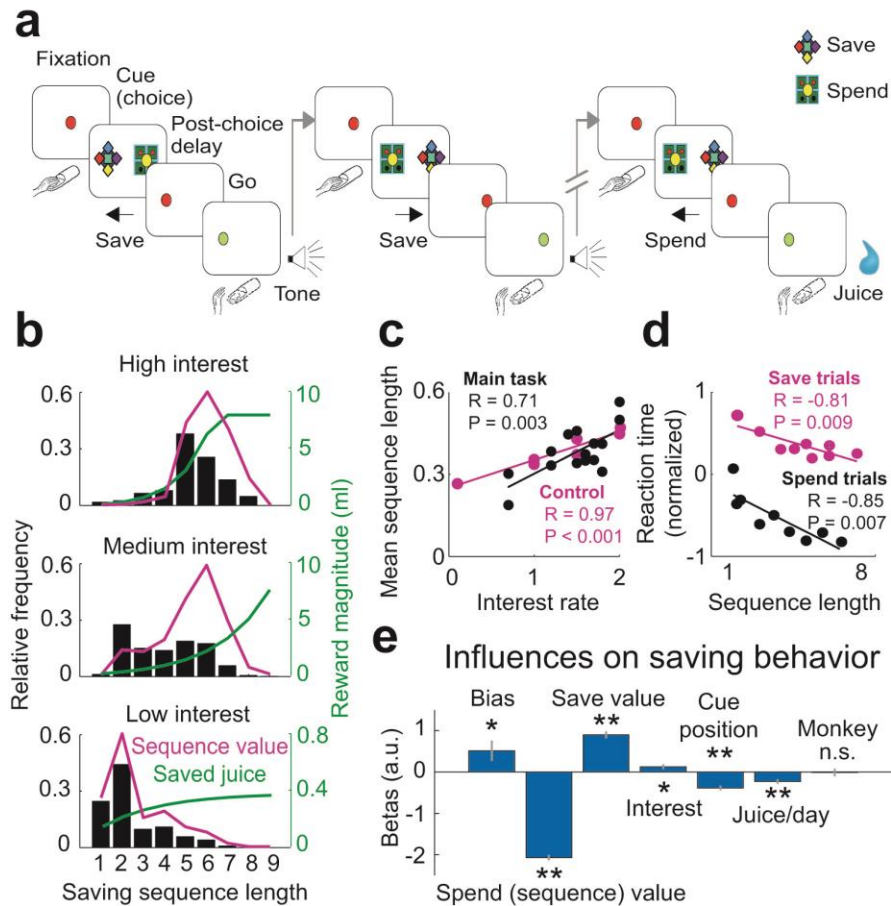 a
Fixation
Cue
(choice)
Post-choice
delay
Go
Save
Tone
Save
Spend
Juice
Save
Spend
b
High interest
0.6
0.3
0
10
5
0
Medium interest
0.6
0.3
0
10
5
0
Low interest
0.6
0.3
0
0.8
0.4
0
Sequence value
Saved juice
Relative frequency
Reward magnitude (ml)
1 2 3 4 5 6 7 8 9
Saving sequence length
c
Main task
R = 0.71
P = 0.003
Control
R = 0.97
P < 0.001
0.6
0.3
0
0 1 2
Mean sequence length
Interest rate
d
Save trials
R = -0.81
P = 0.009
Spend trials
R = -0.85
P = 0.007
1
0
-1
1 8
Reaction time
(normalized)
Sequence length
e
Influences on saving behavior
Bias
*
Spend (sequence) value
**
Save value
**
Interest
*
Cue
position
**
Juice/day
**
Monkey
n.s.
1
0
-1
-2
Betas (a.u.)